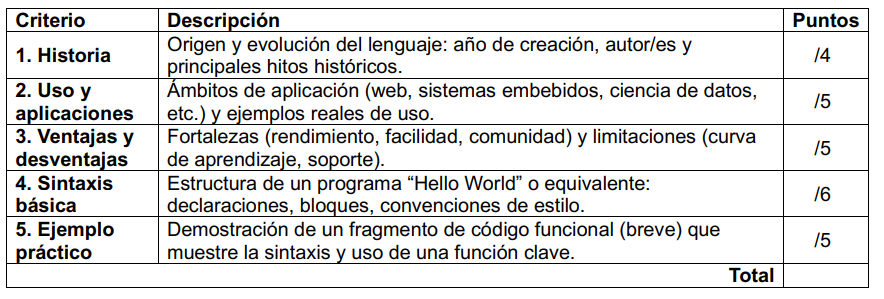 Criterio Descripción Puntos
1. Historia Origen y evolución del lenguaje: año de creación, autor/es y principales hitos históricos. /4
2. Uso y aplicaciones Ámbitos de aplicación (web, sistemas embebidos, ciencia de datos, etc.) y ejemplos reales de uso. /5
3. Ventajas y desventajas Fortalezas (rendimiento, facilidad, comunidad) y limitaciones (curva de aprendizaje, soporte). /5
4. Sintaxis básica Estructura de un programa “Hello World” o equivalente: declaraciones, bloques, convenciones de estilo. /6
5. Ejemplo práctico Demostración de un fragmento de código funcional (breve) que muestre la sintaxis y uso de una función clave. /5
Total